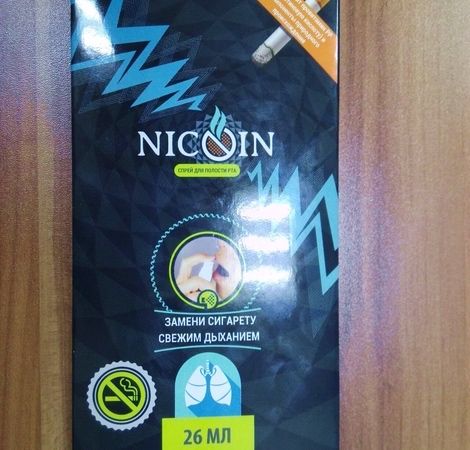 NICOIN
СПРЕЙ ДЛЯ ПОЛОСТИ РТА
ЗАМЕНИ СИГАРЕТУ
СВЕЖИМ ДЫХАНИЕМ
26 МЛ